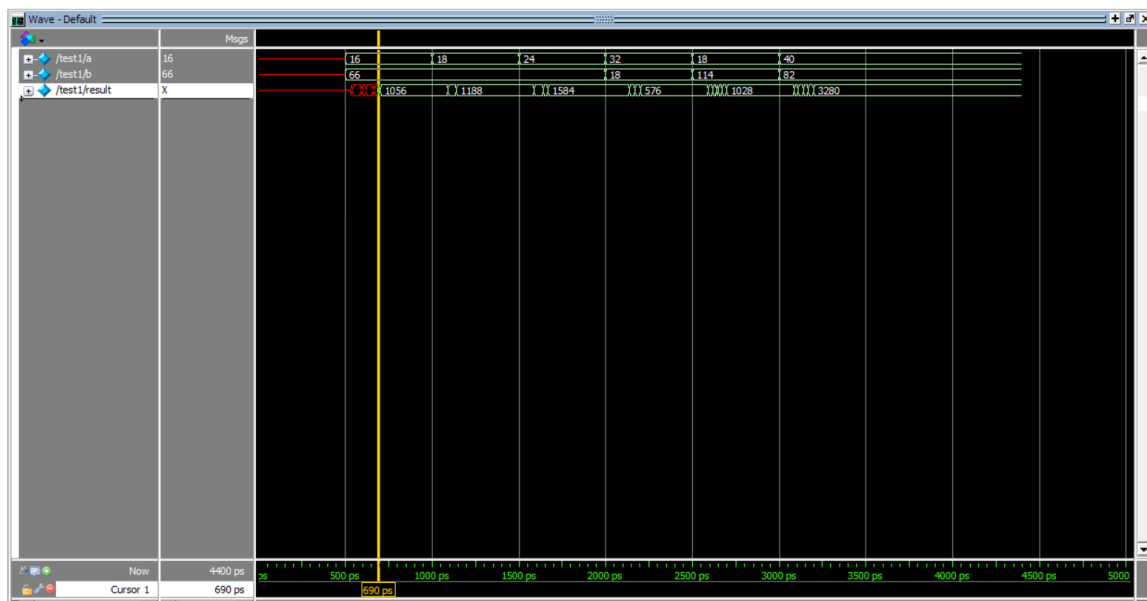 Wave - Default
Msgs
/test1/a 16 16 18 24 32 18 40
/test1/b 66 66 18 114 82
/test1/result X 1056 1188 1584 576 1028 3280
Now 4400 ps ps 500 ps 1000 ps 1500 ps 2000 ps 2500 ps 3000 ps 3500 ps 4000 ps 4500 ps 5000
Cursor 1 690 ps 690 ps